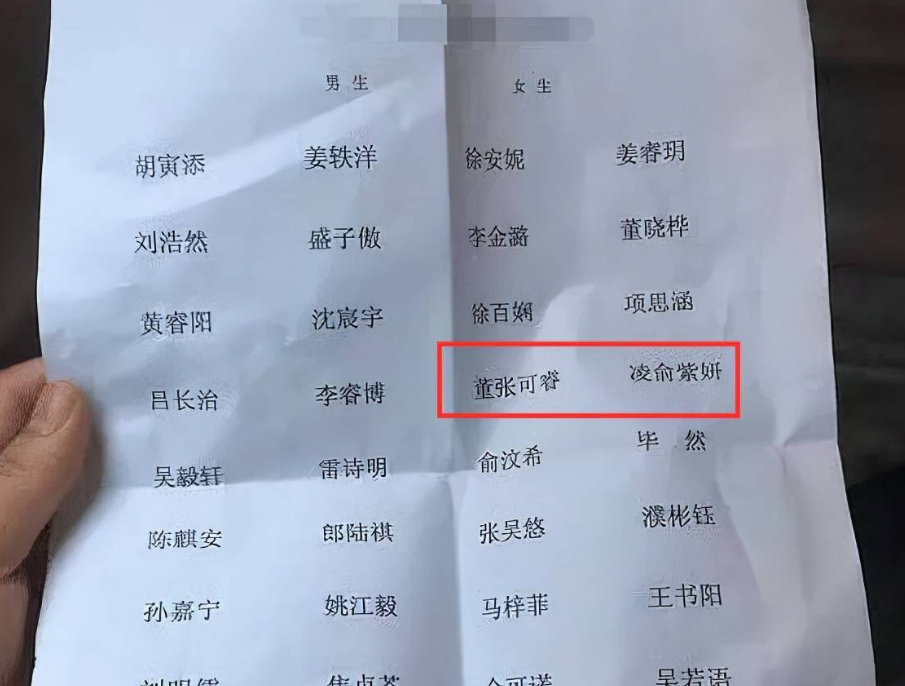 男生 女生
胡寅添 姜轶洋 徐安妮 姜睿玥
刘浩然 盛子傲 李金潞 董晓桦
黄睿阳 沈宸宇 徐百娴 项思涵
吕长治 李睿博 董张可睿 凌俞紫妍
吴毅轩 雷诗明 俞汶希 毕然
陈麒安 郎陆祺 张吴悠 濮彬钰
孙嘉宁 姚江毅 马梓菲 王书阳
吴若语